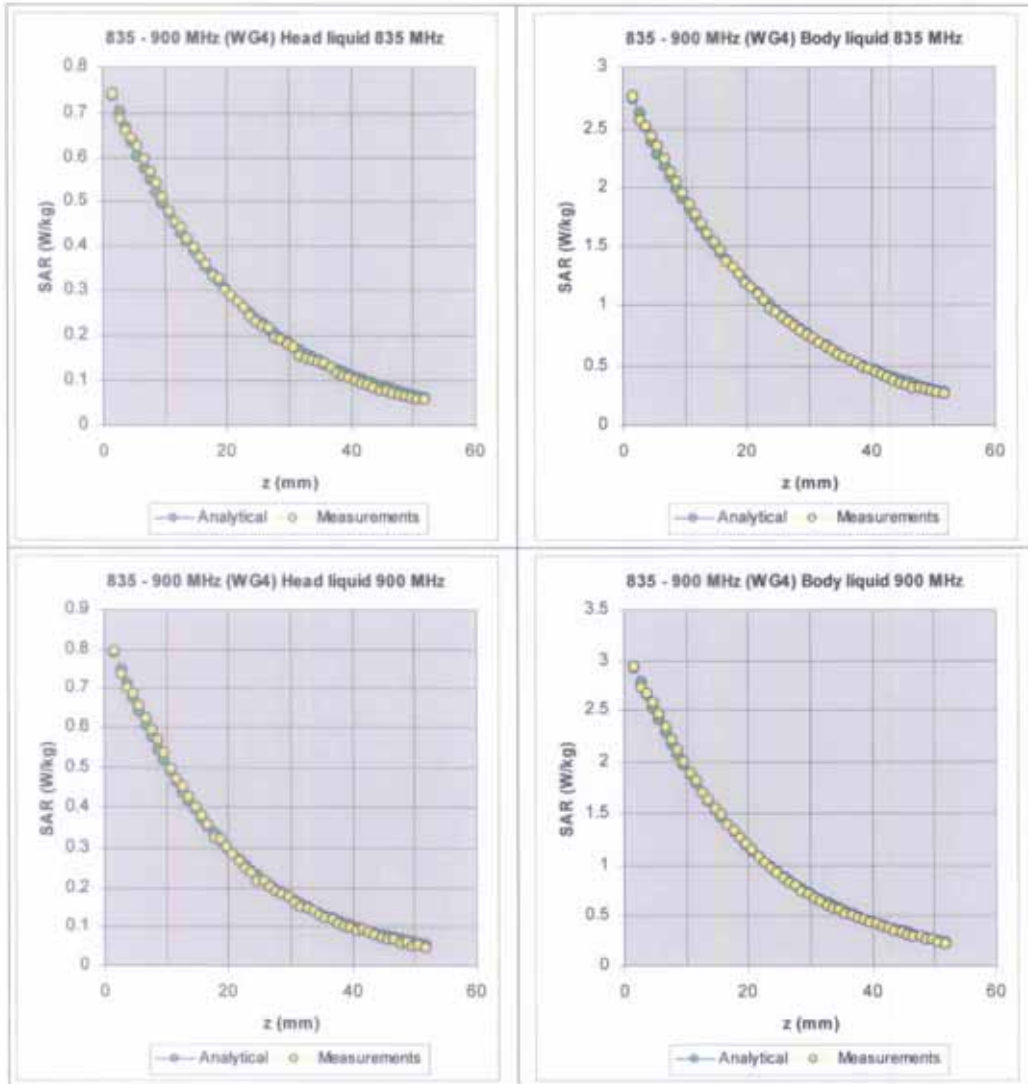 835 - 900 MHz (WG4) Head liquid 835 MHz
0.8
0.7
0.6
0.5
0.4
0.3
0.2
0.1
0
SAR (W/kg)
0 20 40 60
z (mm)
Analytical Measurements
835 - 900 MHz (WG4) Body liquid 835 MHz
3
2.5
2
1.5
1
0.5
0
SAR (W/kg)
0 20 40 60
z (mm)
Analytical Measurements
835 - 900 MHz (WG4) Head liquid 900 MHz
0.9
0.8
0.7
0.6
0.5
0.4
0.3
0.2
0.1
0
SAR (W/kg)
0 20 40 60
z (mm)
Analytical Measurements
835 - 900 MHz (WG4) Body liquid 900 MHz
3.5
3
2.5
2
1.5
1
0.5
0
SAR (W/kg)
0 20 40 60
z (mm)
Analytical Measurements